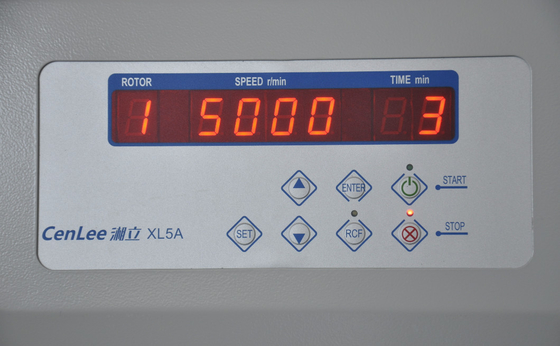 ROTOR SPEED r/min TIME min
1 5000 3
ENTER START
CenLee 湘立 XL5A SET RCF STOP